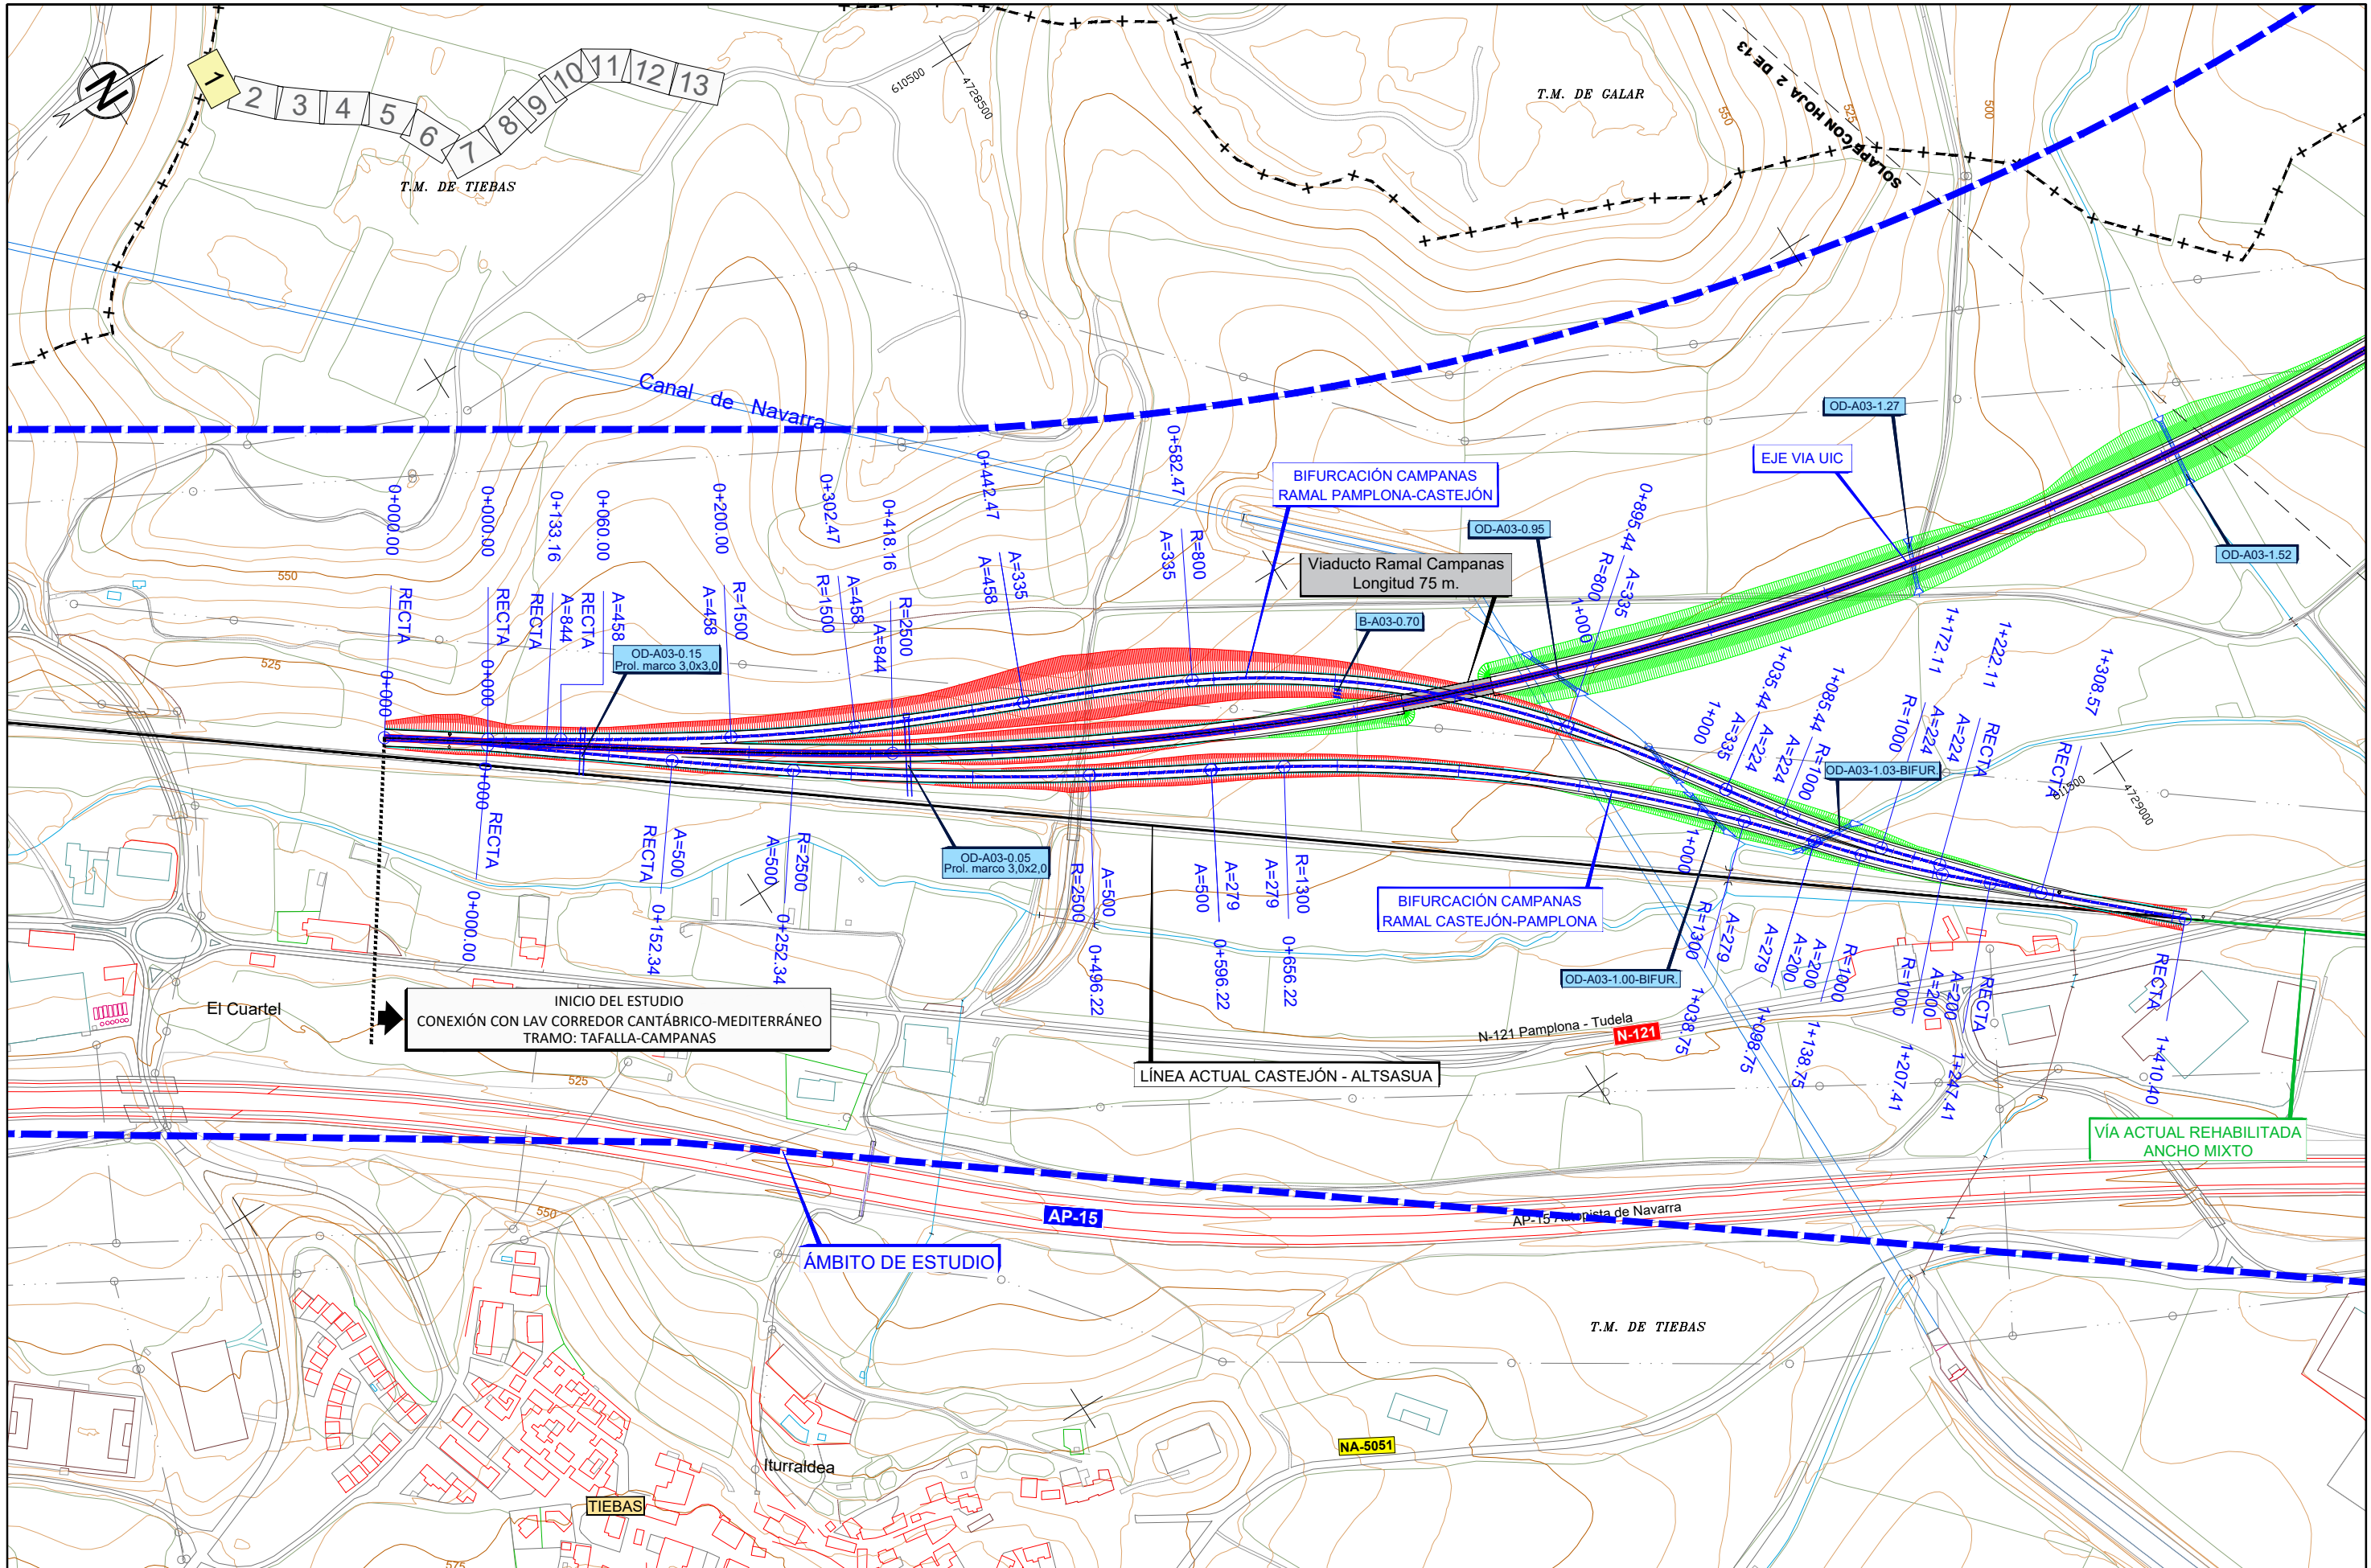 N
1
2
3
4
5
6
7
8
9
10
11
12
13
T.M. DE TIEBAS
610500
4728500
T.M. DE GALAR
550
525
500
SOLAPE CON HOJA 2 DE 13
Canal de Navarra
550
525
0+000.00
RECTA
0+000
0+000.00
RECTA
0+000
0+133.16
RECTA
A=844
0+060.00
RECTA
A=458
0+200.00
A=458
R=1500
0+302.47
R=1500
A=458
0+418.16
A=844
R=2500
0+442.47
A=458
A=335
0+582.47
A=335
R=800
BIFURCACIÓN CAMPANAS
RAMAL PAMPLONA-CASTEJÓN
OD-A03-1.27
EJE VIA UIC
OD-A03-0.95
OD-A03-1.52
Viaducto Ramal Campanas
Longitud 75 m.
B-A03-0.70
OD-A03-0.15
Prol. marco 3,0x3,0
0+895.44
R=800
A=335
1+000
1+035.44
1+000
A=335
A=224
1+085.44
A=224
R=1000
1+172.11
R=1000
A=224
1+222.11
A=224
RECTA
1+308.57
RECTA
OD-A03-1.03-BIFUR.
611500
4729000
0+000
RECTA
0+000.00
RECTA
A=500
0+152.34
A=500
R=2500
0+252.34
OD-A03-0.05
Prol. marco 3,0x2,0
R=2500
A=500
0+496.22
A=500
A=279
0+596.22
A=279
R=1300
0+656.22
BIFURCACIÓN CAMPANAS
RAMAL CASTEJÓN-PAMPLONA
1+000
R=1300
A=279
1+038.75
A=279
A=200
1+098.75
A=200
R=1000
1+138.75
R=1000
A=200
1+207.41
A=200
RECTA
1+247.41
RECTA
1+410.40
OD-A03-1.00-BIFUR.
El Cuartel
INICIO DEL ESTUDIO
CONEXIÓN CON LAV CORREDOR CANTÁBRICO-MEDITERRÁNEO
TRAMO: TAFALLA-CAMPANAS
N-121 Pamplona - Tudela
N-121
LÍNEA ACTUAL CASTEJÓN - ALTSASUA
525
VÍA ACTUAL REHABILITADA
ANCHO MIXTO
550
AP-15
AP-15 Autopista de Navarra
ÁMBITO DE ESTUDIO
T.M. DE TIEBAS
NA-5051
Iturraldea
TIEBAS
575